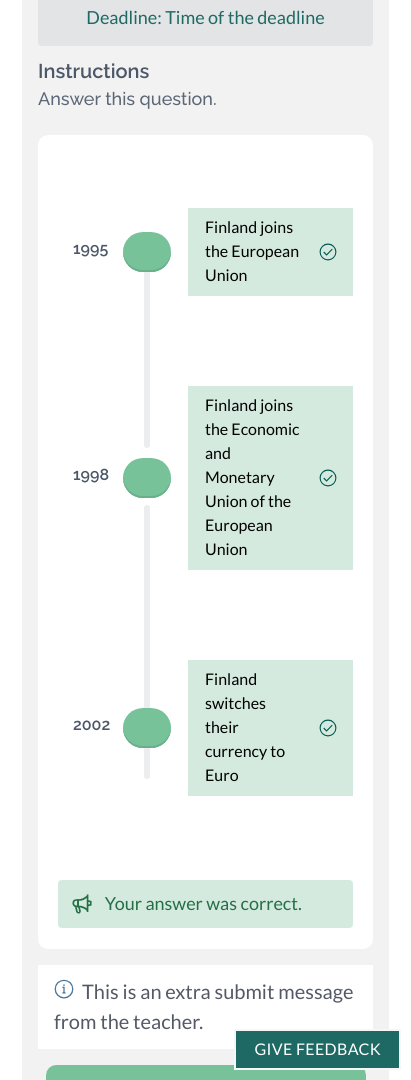 Deadline: Time of the deadline
Instructions
Answer this question.
1995
Finland joins
the European
Union
1998
Finland joins
the Economic
and
Monetary
Union of the
European
Union
2002
Finland
switches
their
currency to
Euro
Your answer was correct.
This is an extra submit message
from the teacher.
GIVE FEEDBACK